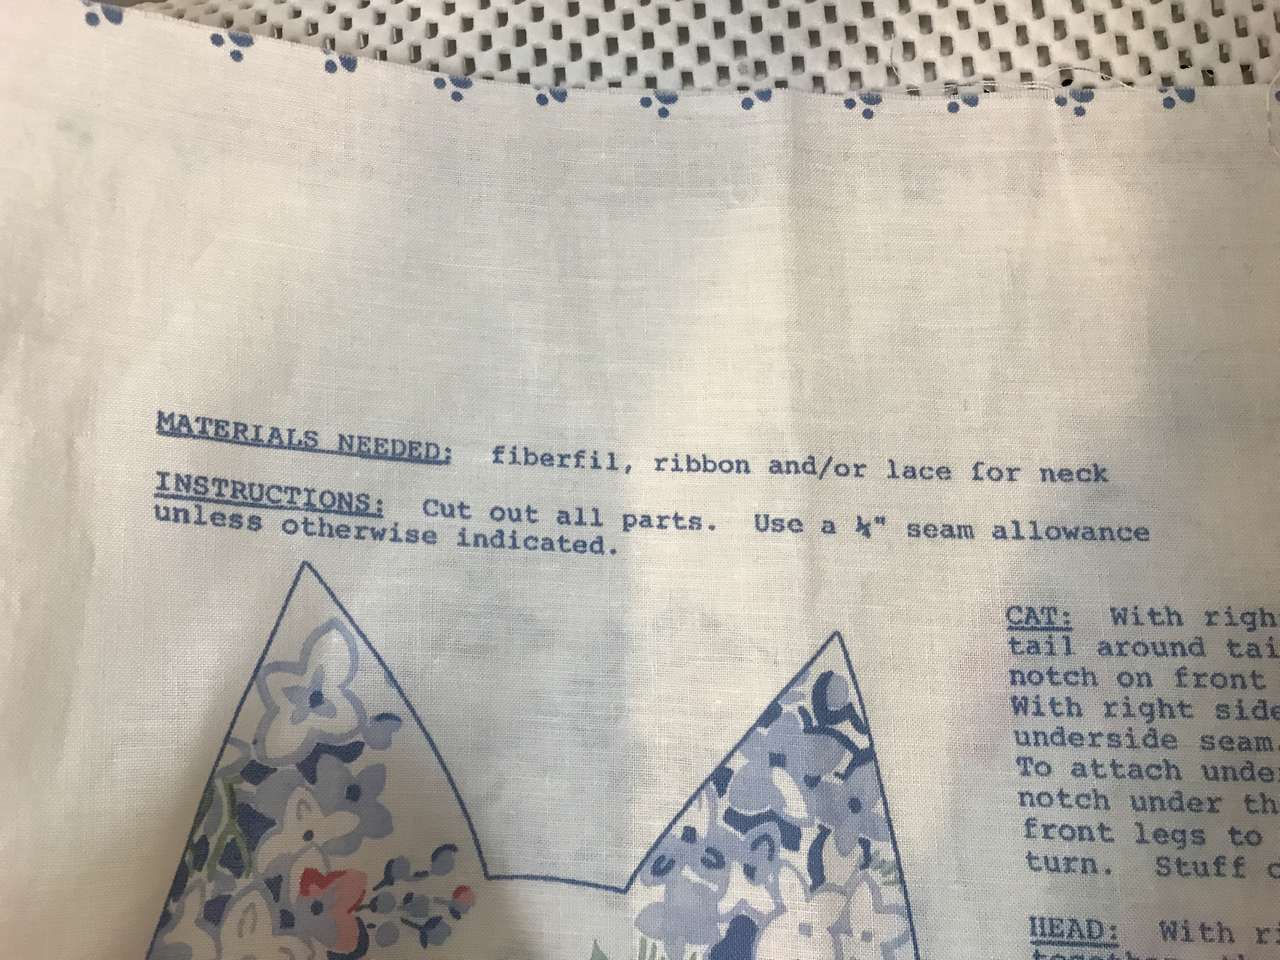 MATERIALS NEEDED: fiberfil, ribbon and/or lace for neck
INSTRUCTIONS: Cut out all parts. Use a ¼" seam allowance
unless otherwise indicated.
CAT: With righ
tail around tai
notch on front
With right side
underside seam.
To attach unde
notch under th
front legs to
turn. Stuff
HEAD: With ri